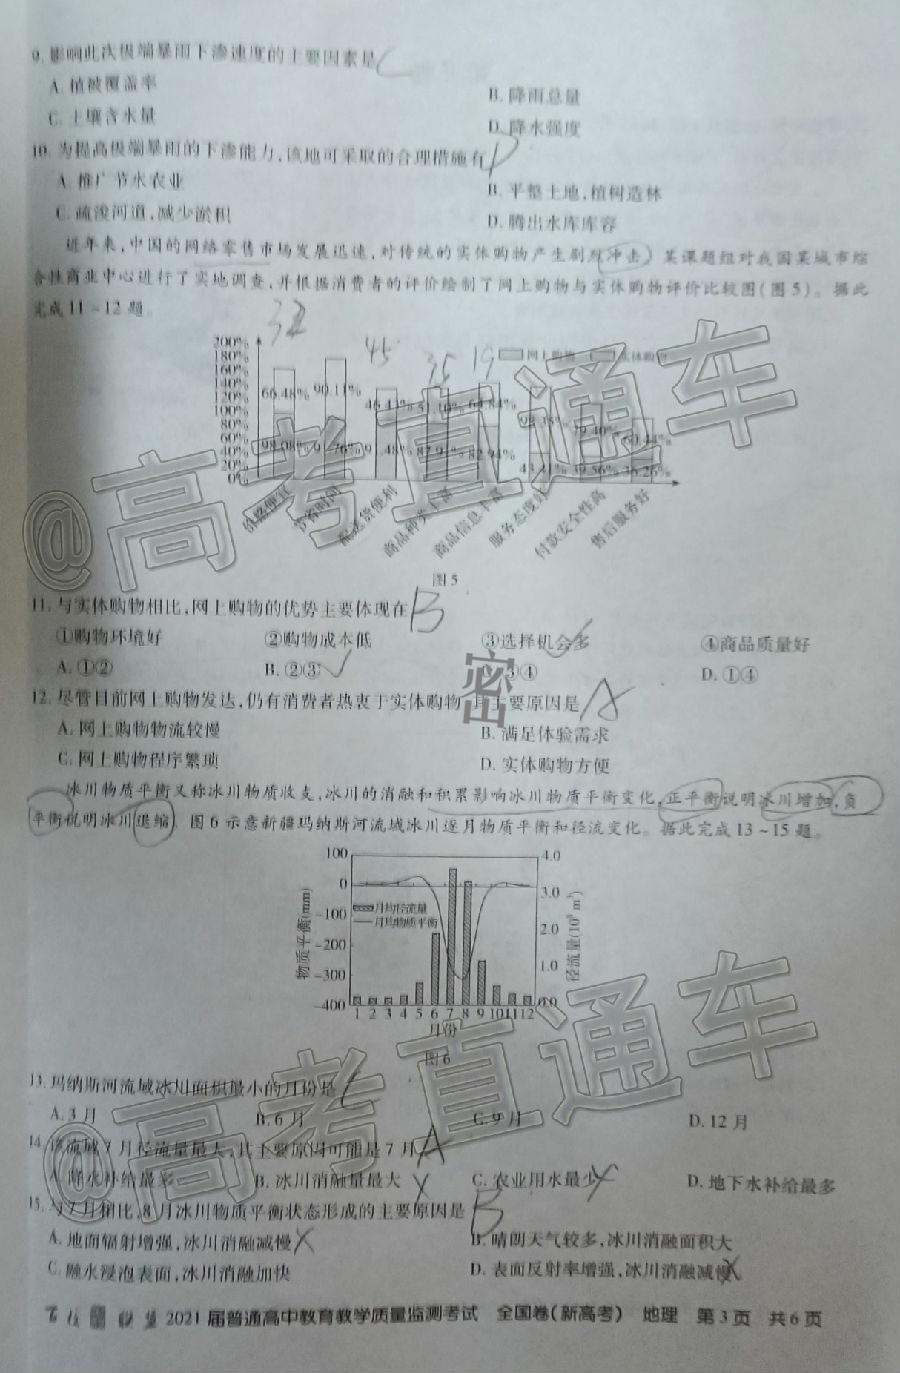 9. 影响此次极端暴雨下渗速度的主要因素是
A. 植被覆盖率
B. 降雨总量
C. 土壤含水量
D. 降水强度
10. 为提高极端暴雨的下渗能力,该地可采取的合理措施有
A. 推广节水农业
B. 平整土地,植树造林
C. 疏浚河道,减少淤积
D. 腾出水库库容
近年来,中国的网络零售市场发展迅速,对传统的实体购物产生剧烈冲击。某课题组对我国某城市综
合性商业中心进行了实地调查,并根据消费者的评价绘制了网上购物与实体购物评价比较图(图5)。据此
完成11~12题。
32 45 35 19
网上购物 实体购物
200%
180%
160%
140%
120%
100%
80%
60%
40%
20%
0%
66.48% 90.11%
43.41% 39.56% 36.26%
价格便宜 节省时间 配送货便利 商品种类丰富 商品信息丰富 服务态度好 付款安全性高 售后服务好
图5
11. 与实体购物相比,网上购物的优势主要体现在 B
①购物环境好 ②购物成本低 ③选择机会多 ④商品质量好
A. ①② B. ②③ ③④ D. ①④
密
12. 尽管目前网上购物发达,仍有消费者热衷于实体购物,其主要原因是 A
A. 网上购物物流较慢
B. 满足体验需求
C. 网上购物程序繁琐
D. 实体购物方便
冰川物质平衡又称冰川物质收支,冰川的消融和积累影响冰川物质平衡变化,正平衡说明冰川增加,负
平衡说明冰川退缩。图6示意新疆玛纳斯河流域冰川逐月物质平衡和径流变化。据此完成13~15题。
物质平衡(mm)
100
0
-100
-200
-300
-400
月均径流量
月均物质平衡
4.0
3.0
2.0
1.0
0.0
1 2 3 4 5 6 7 8 9 10 11 12
月份
图6
13. 玛纳斯河流域冰川面积最小的月份是 C
A. 3月 B. 6月 C. 9月 D. 12月
14. 该流域7月径流量最大,其主要原因可能是7月 A
A. 降水补给最多 B. 冰川消融量最大 C. 农业用水最少 D. 地下水补给最多
15. 与7月相比,8月冰川物质平衡状态形成的主要原因是 B
A. 地面辐射增强,冰川消融减慢
B. 晴朗天气较多,冰川消融面积大
C. 融水浸泡表面,冰川消融加快
D. 表面反射率增强,冰川消融减慢
2021届普通高中教育教学质量监测考试 全国卷(新高考) 地理 第3页 共6页
@高考直通车
@高考直通车